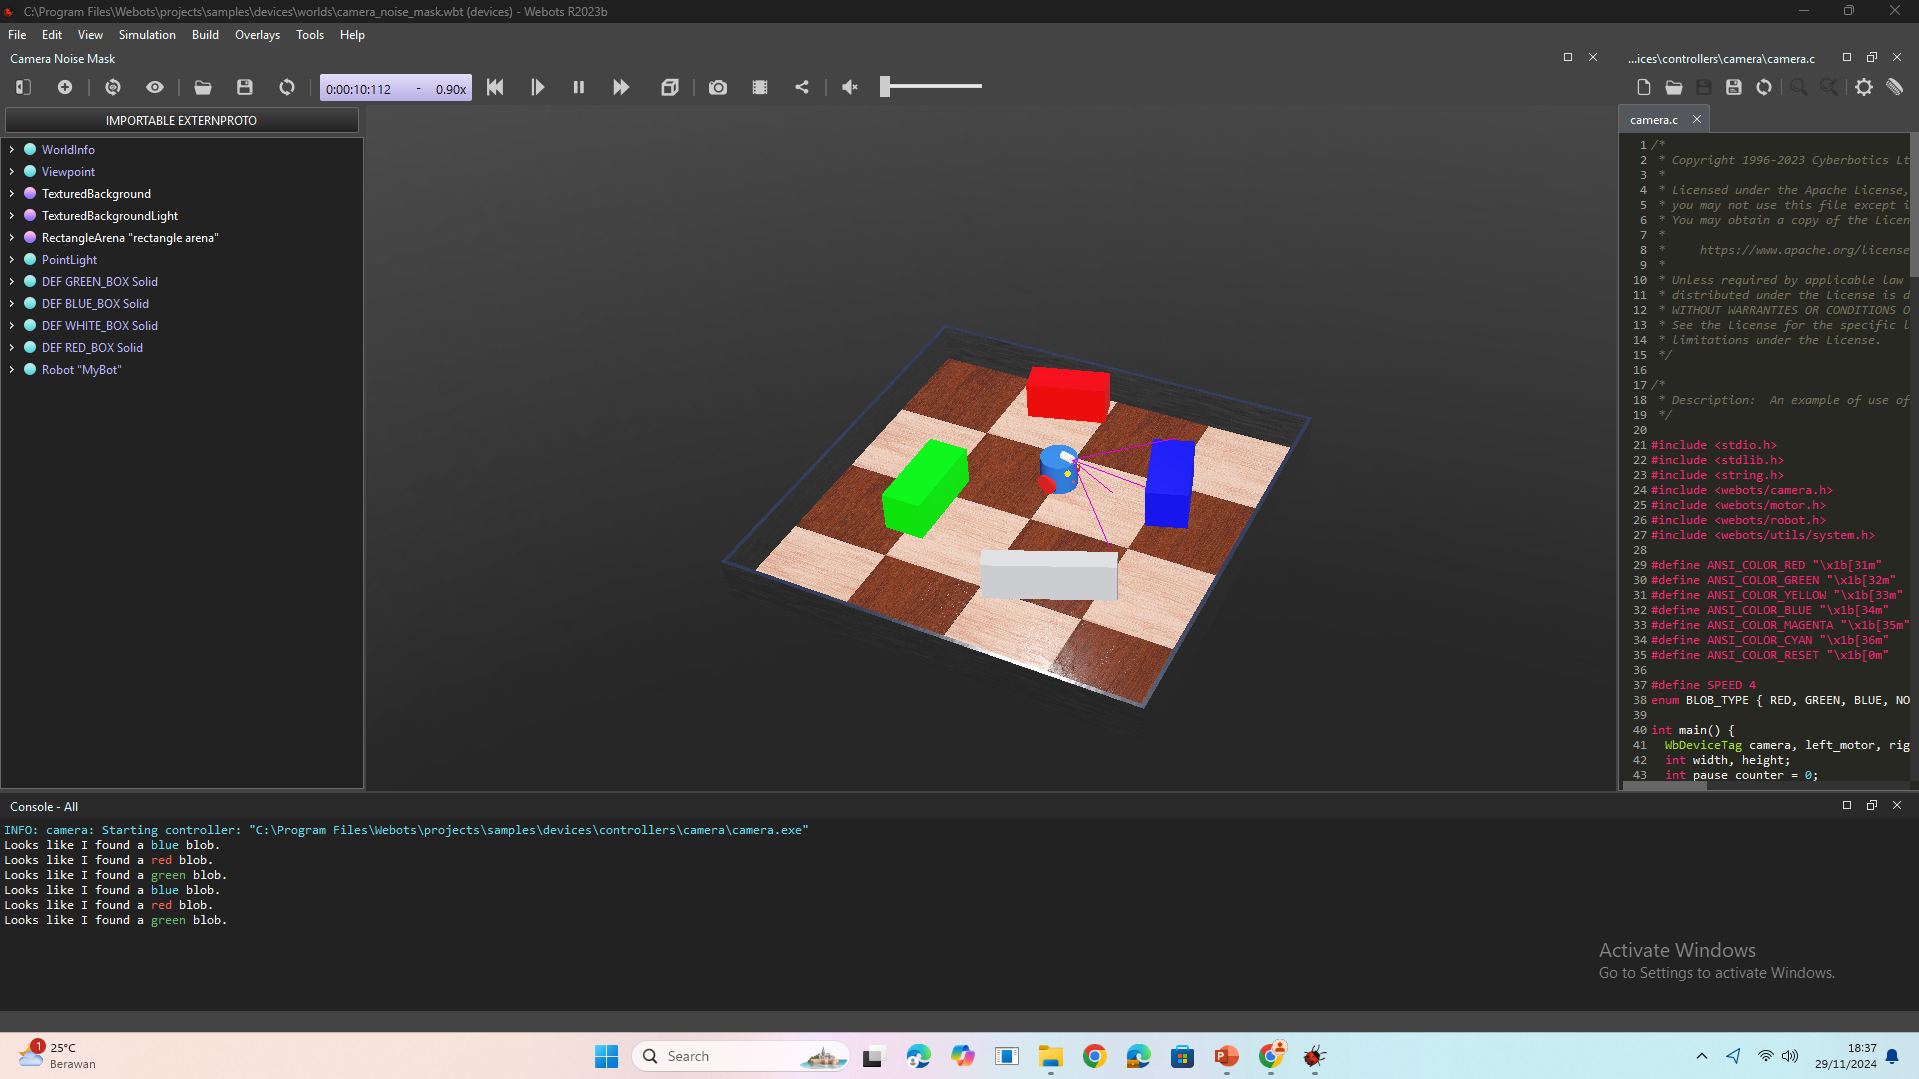 C:\Program Files\Webots\projects\samples\devices\worlds\camera_noise_mask.wbt (devices) - Webots R2023b
File Edit View Simulation Build Overlays Tools Help
Camera Noise Mask
...ices\controllers\camera\camera.c
0:00:10:112 - 0.90x
IMPORTABLE EXTERNPROTO
WorldInfo
Viewpoint
TexturedBackground
TexturedBackgroundLight
RectangleArena "rectangle arena"
PointLight
DEF GREEN_BOX Solid
DEF BLUE_BOX Solid
DEF WHITE_BOX Solid
DEF RED_BOX Solid
Robot "MyBot"
camera.c
1 /*
2 * Copyright 1996-2023 Cyberbotics Lt
3 *
4 * Licensed under the Apache License,
5 * you may not use this file except i
6 * You may obtain a copy of the Licen
7 *
8 * https://www.apache.org/license
9 *
10 * Unless required by applicable law
11 * distributed under the License is d
12 * WITHOUT WARRANTIES OR CONDITIONS O
13 * See the License for the specific l
14 * limitations under the License.
15 */
16
17 /*
18 * Description: An example of use of
19 */
20
21 #include <stdio.h>
22 #include <stdlib.h>
23 #include <string.h>
24 #include <webots/camera.h>
25 #include <webots/motor.h>
26 #include <webots/robot.h>
27 #include <webots/utils/system.h>
28
29 #define ANSI_COLOR_RED "\x1b[31m"
30 #define ANSI_COLOR_GREEN "\x1b[32m"
31 #define ANSI_COLOR_YELLOW "\x1b[33m"
32 #define ANSI_COLOR_BLUE "\x1b[34m"
33 #define ANSI_COLOR_MAGENTA "\x1b[35m"
34 #define ANSI_COLOR_CYAN "\x1b[36m"
35 #define ANSI_COLOR_RESET "\x1b[0m"
36
37 #define SPEED 4
38 enum BLOB_TYPE { RED, GREEN, BLUE, NO
39
40 int main() {
41 WbDeviceTag camera, left_motor, rig
42 int width, height;
43 int pause_counter = 0;
Console - All
INFO: camera: Starting controller: "C:\Program Files\Webots\projects\samples\devices\controllers\camera\camera.exe"
Looks like I found a blue blob.
Looks like I found a red blob.
Looks like I found a green blob.
Looks like I found a blue blob.
Looks like I found a red blob.
Looks like I found a green blob.
Activate Windows
Go to Settings to activate Windows.
1
25°C
Berawan
Search
18:37
29/11/2024